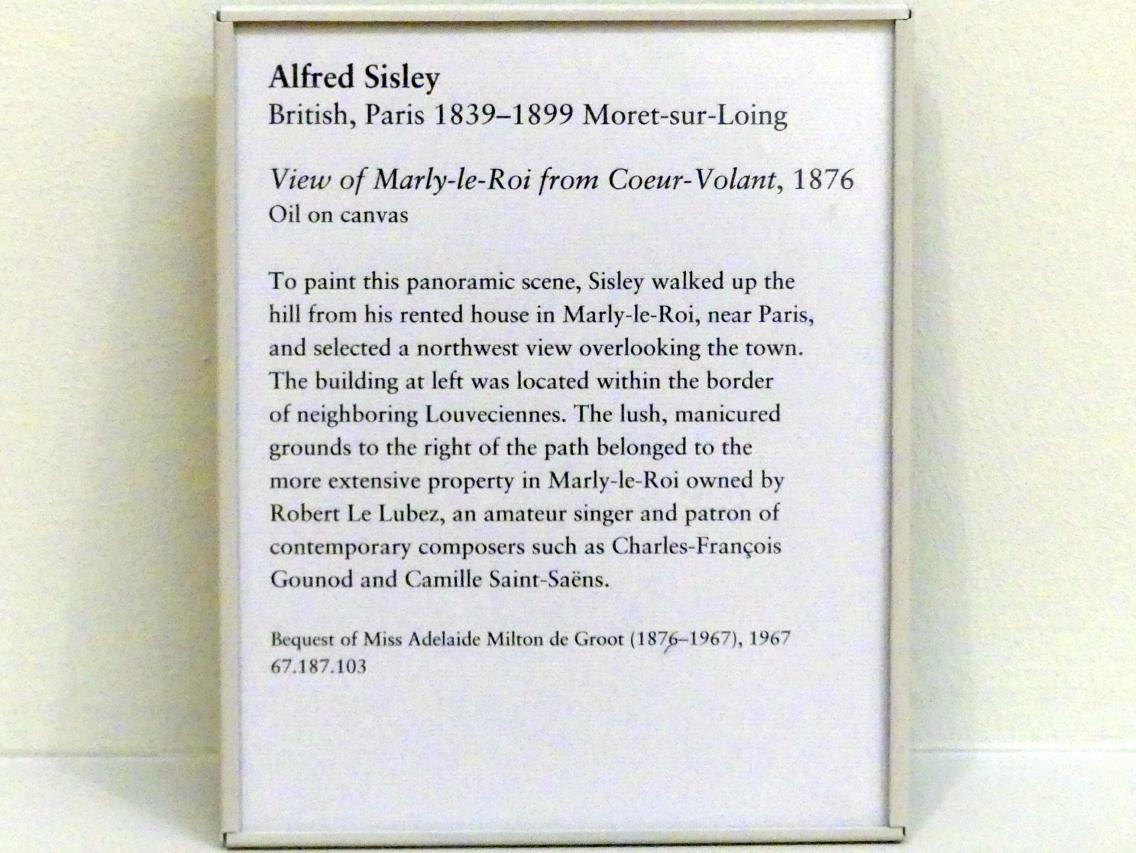 Alfred Sisley
British, Paris 1839–1899 Moret-sur-Loing
View of Marly-le-Roi from Coeur-Volant, 1876
Oil on canvas
To paint this panoramic scene, Sisley walked up the
hill from his rented house in Marly-le-Roi, near Paris,
and selected a northwest view overlooking the town.
The building at left was located within the border
of neighboring Louveciennes. The lush, manicured
grounds to the right of the path belonged to the
more extensive property in Marly-le-Roi owned by
Robert Le Lubez, an amateur singer and patron of
contemporary composers such as Charles-François
Gounod and Camille Saint-Saëns.
Bequest of Miss Adelaide Milton de Groot (1876–1967), 1967
67.187.103